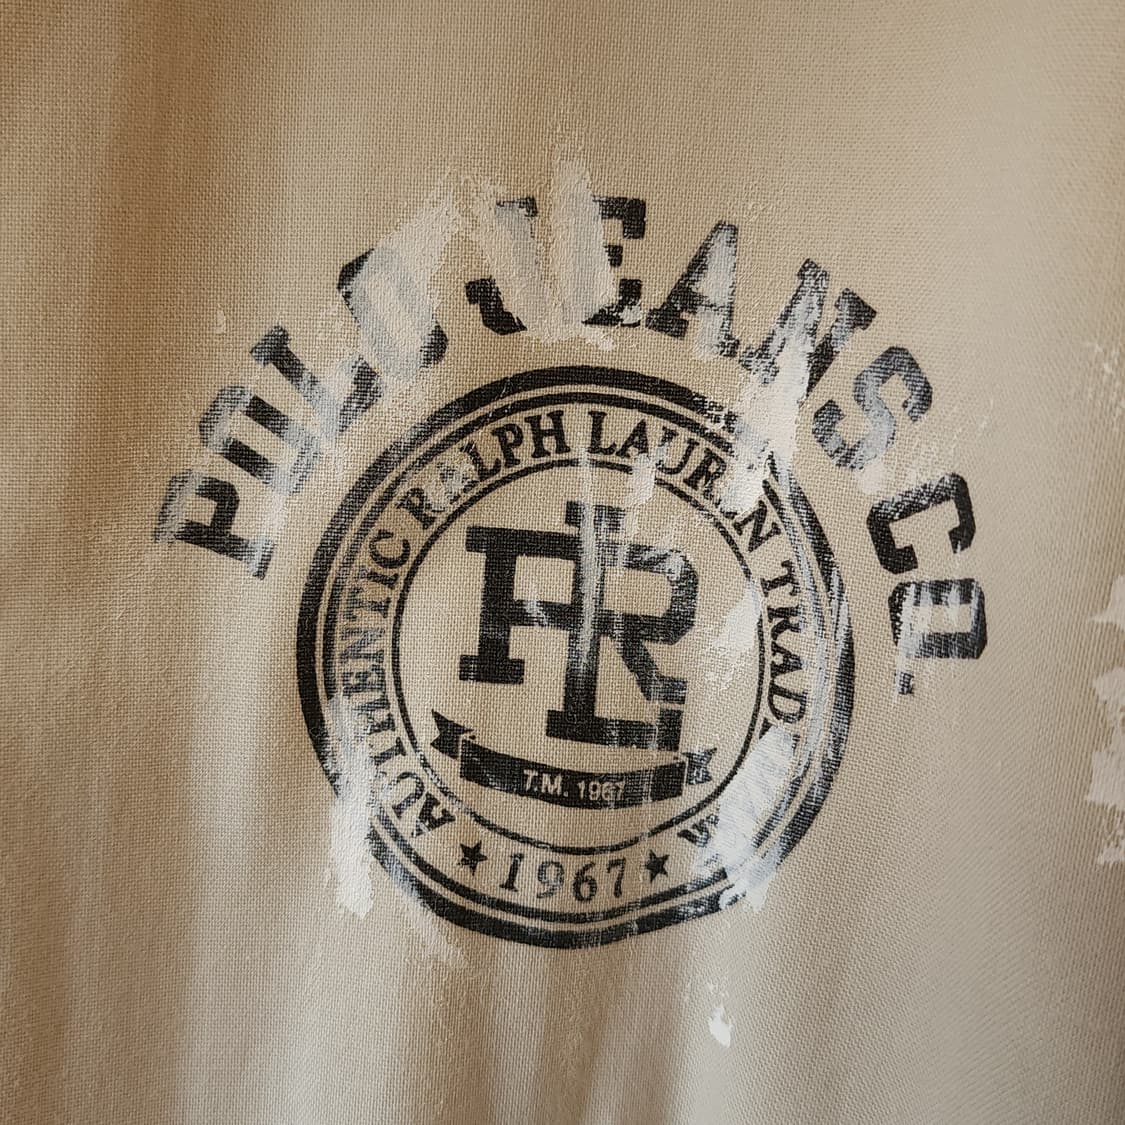 POLO JEANS CO.
AUTHENTIC RALPH LAUREN
RL
T.M. 1967
★ 1967 ★